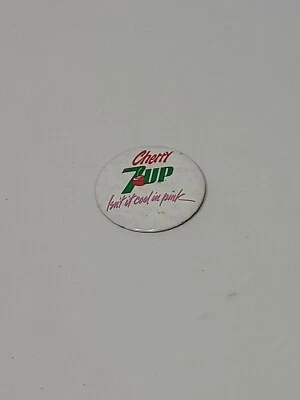 Cherry
7UP
Isn't it cool in pink